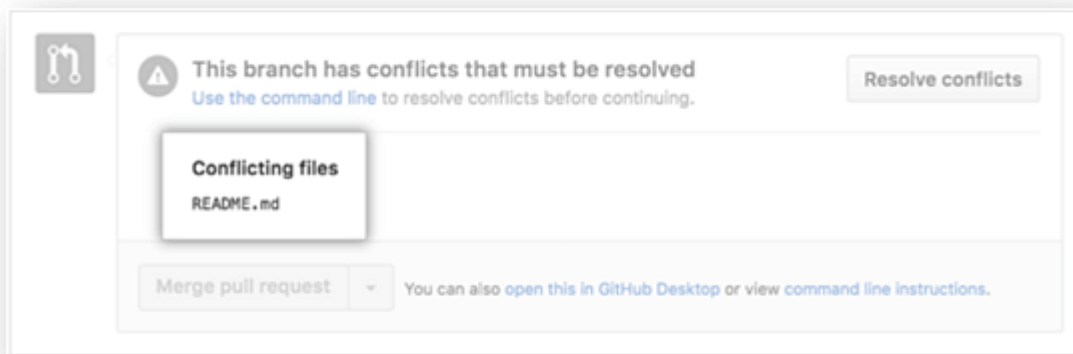 This branch has conflicts that must be resolved
Use the command line to resolve conflicts before continuing.
Resolve conflicts
Conflicting files
README.md
Merge pull request
You can also open this in GitHub Desktop or view command line instructions.